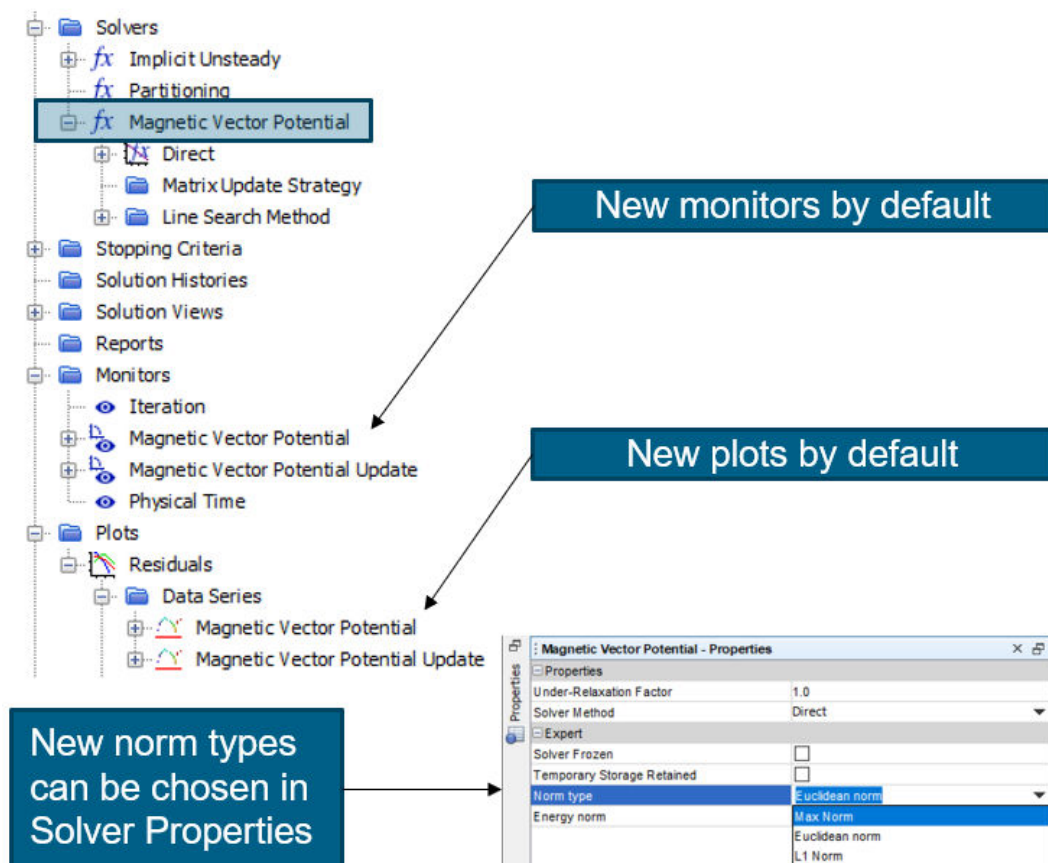 Solvers
fx Implicit Unsteady
fx Partitioning
fx Magnetic Vector Potential
Direct
Matrix Update Strategy
Line Search Method
Stopping Criteria
Solution Histories
Solution Views
Reports
Monitors
Iteration
Magnetic Vector Potential
Magnetic Vector Potential Update
Physical Time
Plots
Residuals
Data Series
Magnetic Vector Potential
Magnetic Vector Potential Update
New monitors by default
New plots by default
New norm types
can be chosen in
Solver Properties
Properties
Magnetic Vector Potential - Properties
Properties
Under-Relaxation Factor 1.0
Solver Method Direct
Expert
Solver Frozen
Temporary Storage Retained
Norm type Euclidean norm
Energy norm Max Norm
Euclidean norm
L1 Norm